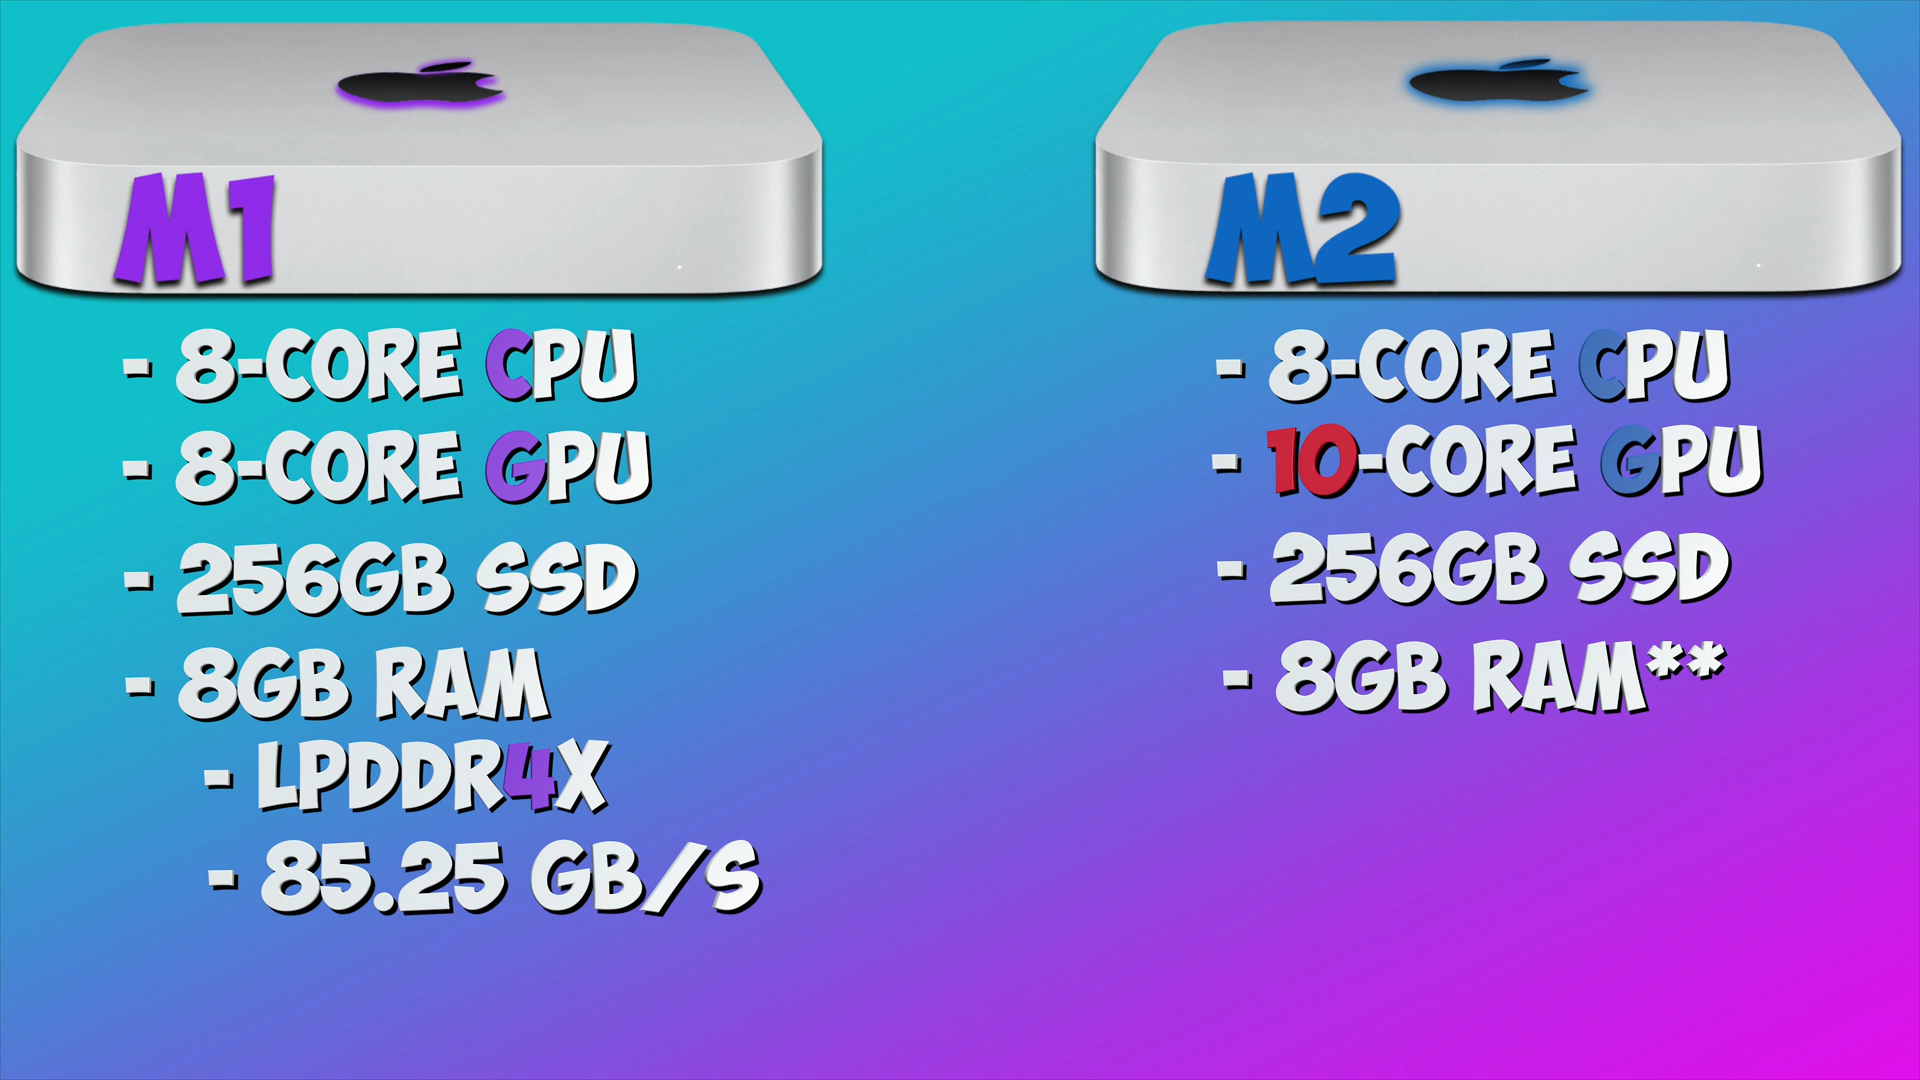 M1
- 8-CORE CPU
- 8-CORE GPU
- 256GB SSD
- 8GB RAM
- LPDDR4X
- 85.25 GB/S
M2
- 8-CORE CPU
- 10-CORE GPU
- 256GB SSD
- 8GB RAM**